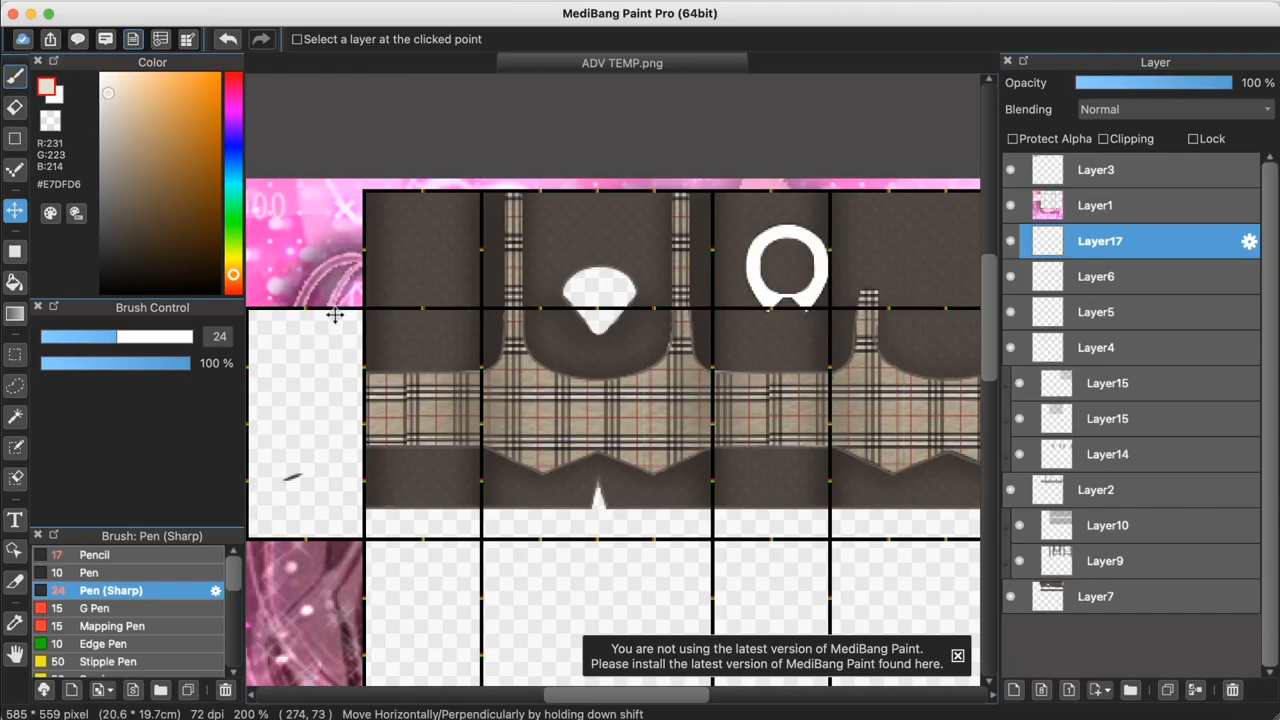 MediBang Paint Pro (64bit)
Select a layer at the clicked point
Color
ADV TEMP.png
Layer
Opacity
100 %
Blending
Normal
R:231
G:223
B:214
#E7DFD6
Protect Alpha
Clipping
Lock
Layer3
Layer1
Layer17
Layer6
Layer5
Layer4
Layer15
Layer15
Layer14
Layer2
Layer10
Layer9
Layer7
Brush Control
24
100 %
Brush: Pen (Sharp)
17 Pencil
10 Pen
24 Pen (Sharp)
15 G Pen
15 Mapping Pen
10 Edge Pen
50 Stipple Pen
You are not using the latest version of MediBang Paint.
Please install the latest version of MediBang Paint found here.
585 * 559 pixel (20.6 * 19.7cm) 72 dpi 200 % ( 274, 73 ) Move Horizontally/Perpendicularly by holding down shift